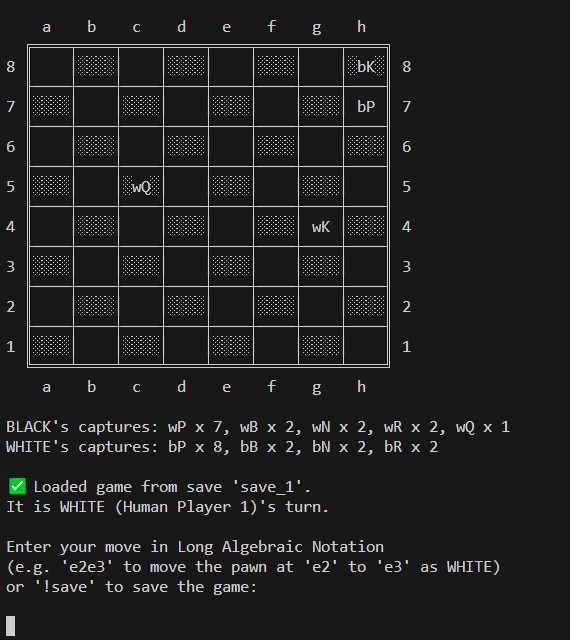 a b c d e f g h
8 bK 8
7 bP 7
6 6
5 wQ 5
4 wK 4
3 3
2 2
1 1
a b c d e f g h
BLACK's captures: wP x 7, wB x 2, wN x 2, wR x 2, wQ x 1
WHITE's captures: bP x 8, bB x 2, bN x 2, bR x 2
✅ Loaded game from save 'save_1'.
It is WHITE (Human Player 1)'s turn.
Enter your move in Long Algebraic Notation
(e.g. 'e2e3' to move the pawn at 'e2' to 'e3' as WHITE)
or '!save' to save the game: